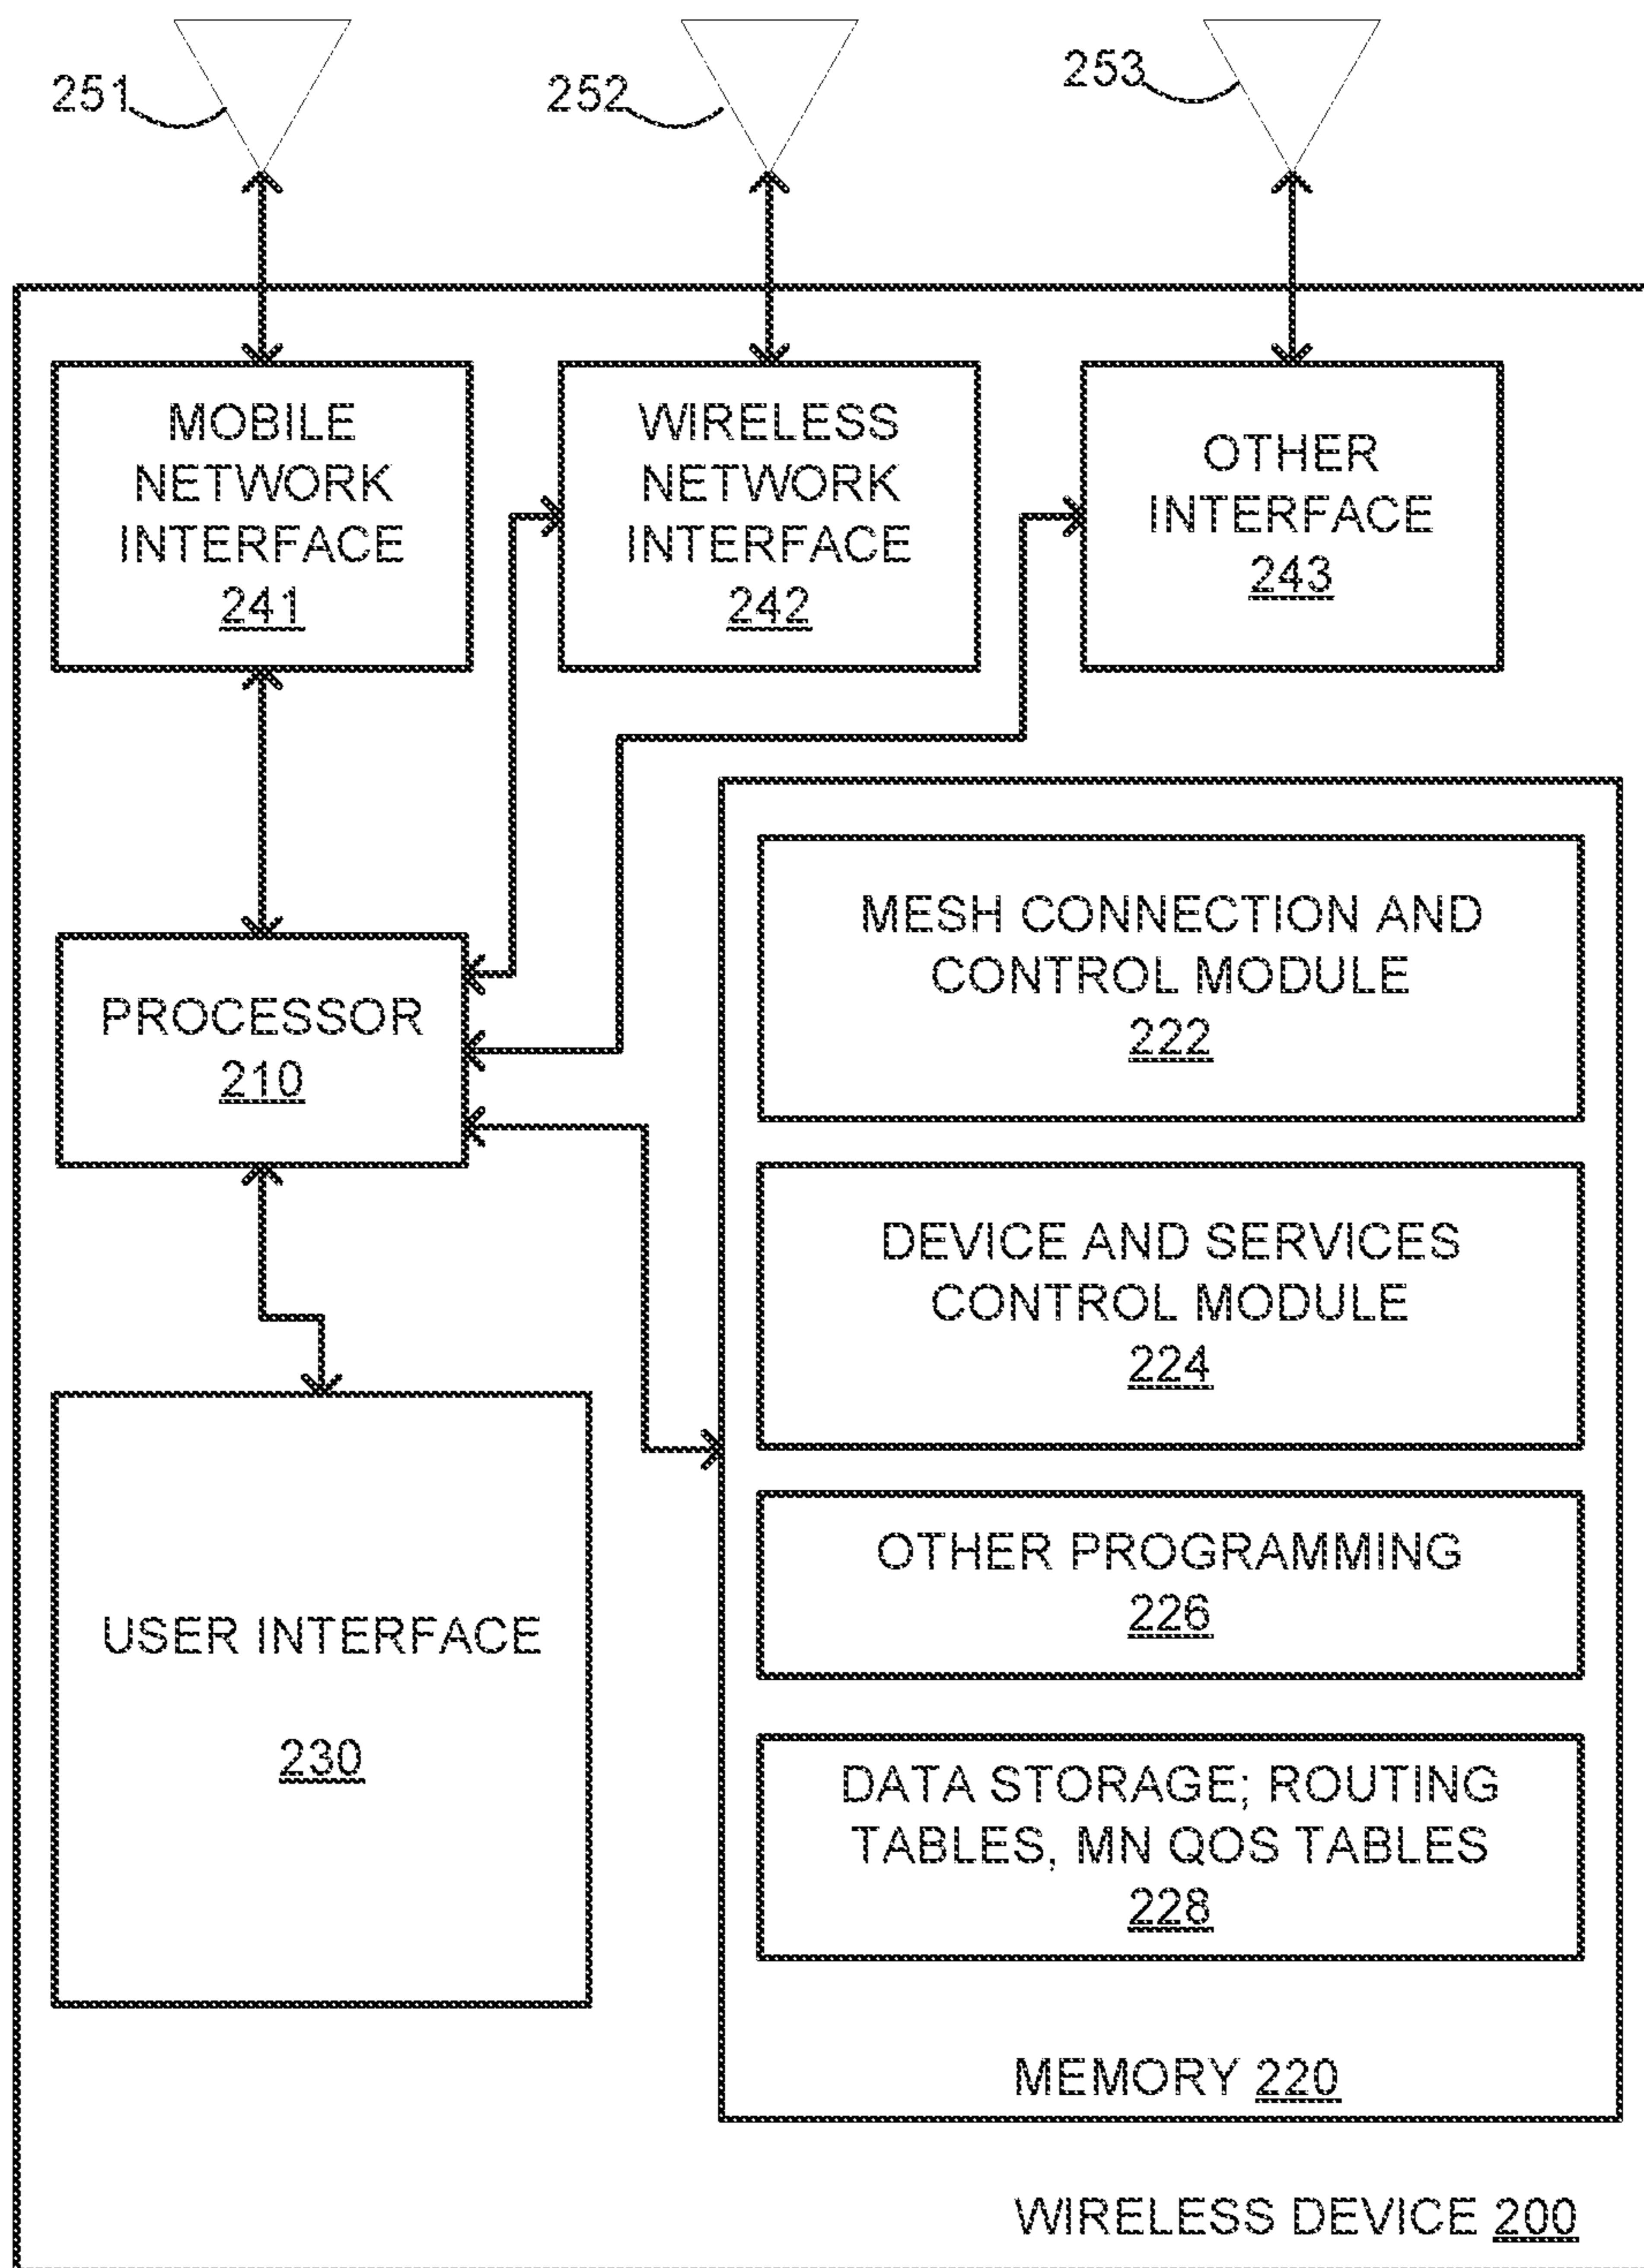 251
252
253
MOBILE
NETWORK
INTERFACE
241
WIRELESS
NETWORK
INTERFACE
242
OTHER
INTERFACE
243
PROCESSOR
210
MESH CONNECTION AND
CONTROL MODULE
222
DEVICE AND SERVICES
CONTROL MODULE
224
OTHER PROGRAMMING
226
USER INTERFACE
230
DATA STORAGE; ROUTING
TABLES, MN QOS TABLES
228
MEMORY 220
WIRELESS DEVICE 200